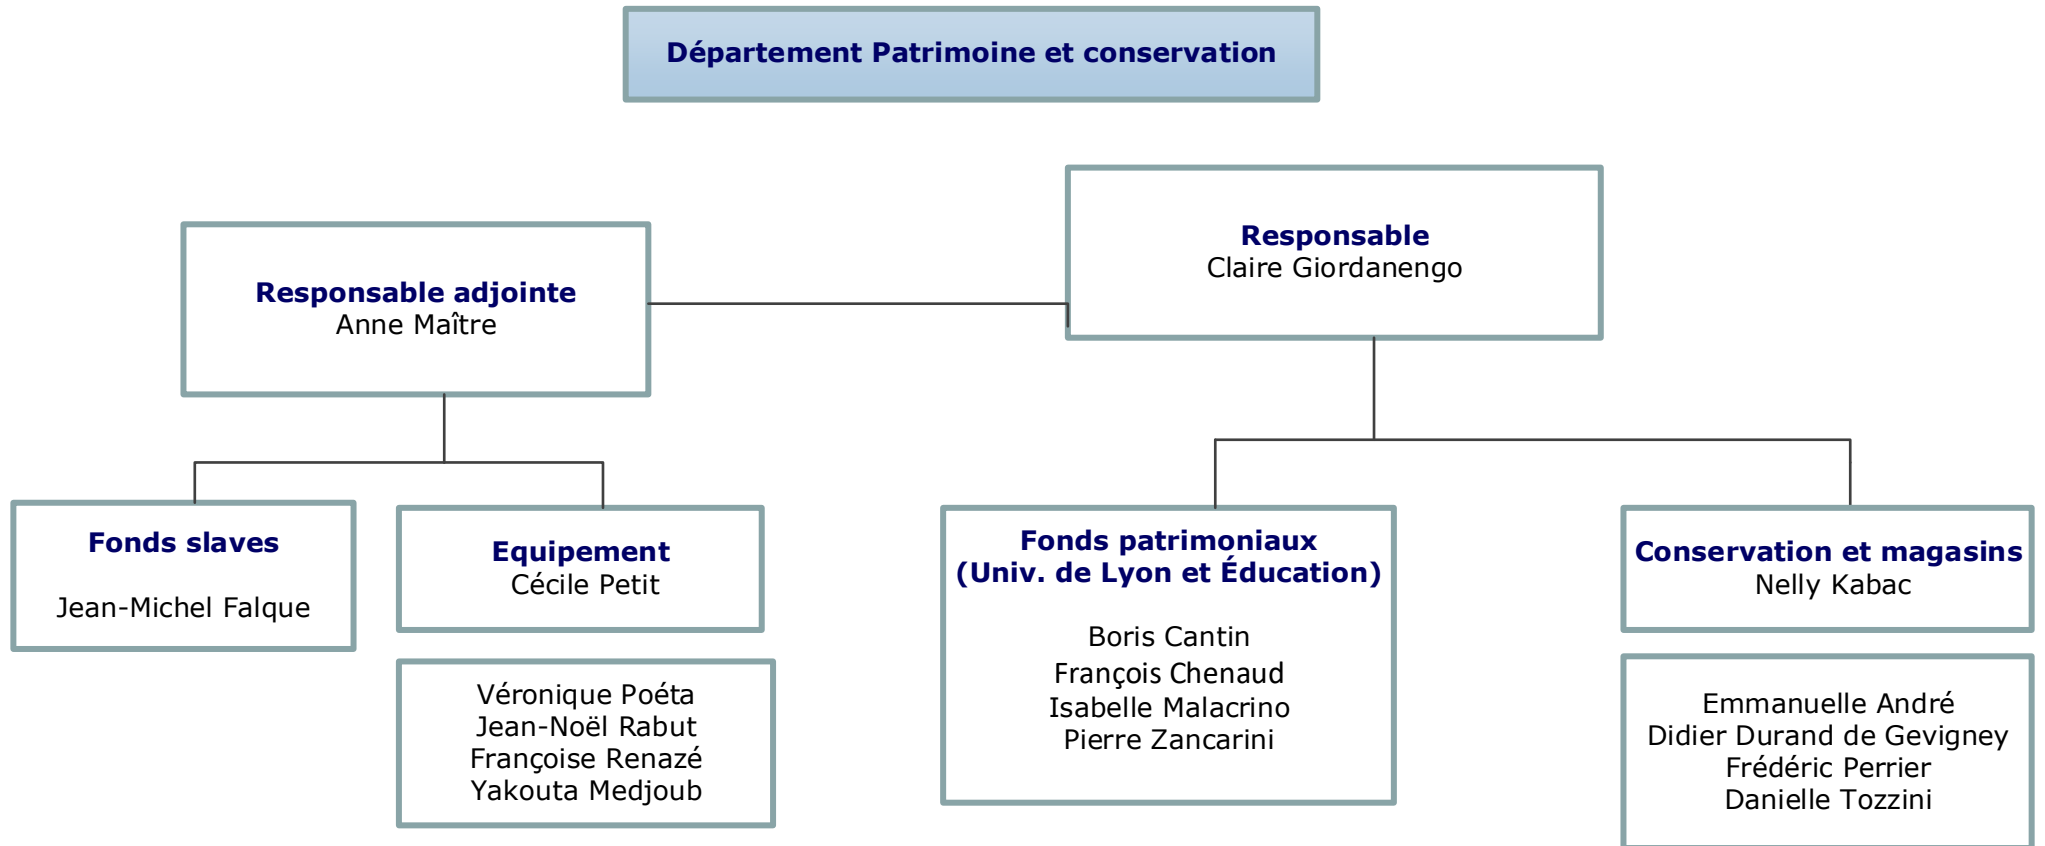 Département Patrimoine et conservation
Responsable
Claire Giordanengo
Responsable adjointe
Anne Maître
Fonds slaves
Jean-Michel Falque
Equipement
Cécile Petit
Véronique Poéta
Jean-Noël Rabut
Françoise Renazé
Yakouta Medjoub
Fonds patrimoniaux
(Univ. de Lyon et Éducation)
Boris Cantin
François Chenaud
Isabelle Malacrino
Pierre Zancarini
Conservation et magasins
Nelly Kabac
Emmanuelle André
Didier Durand de Gevigney
Frédéric Perrier
Danielle Tozzini